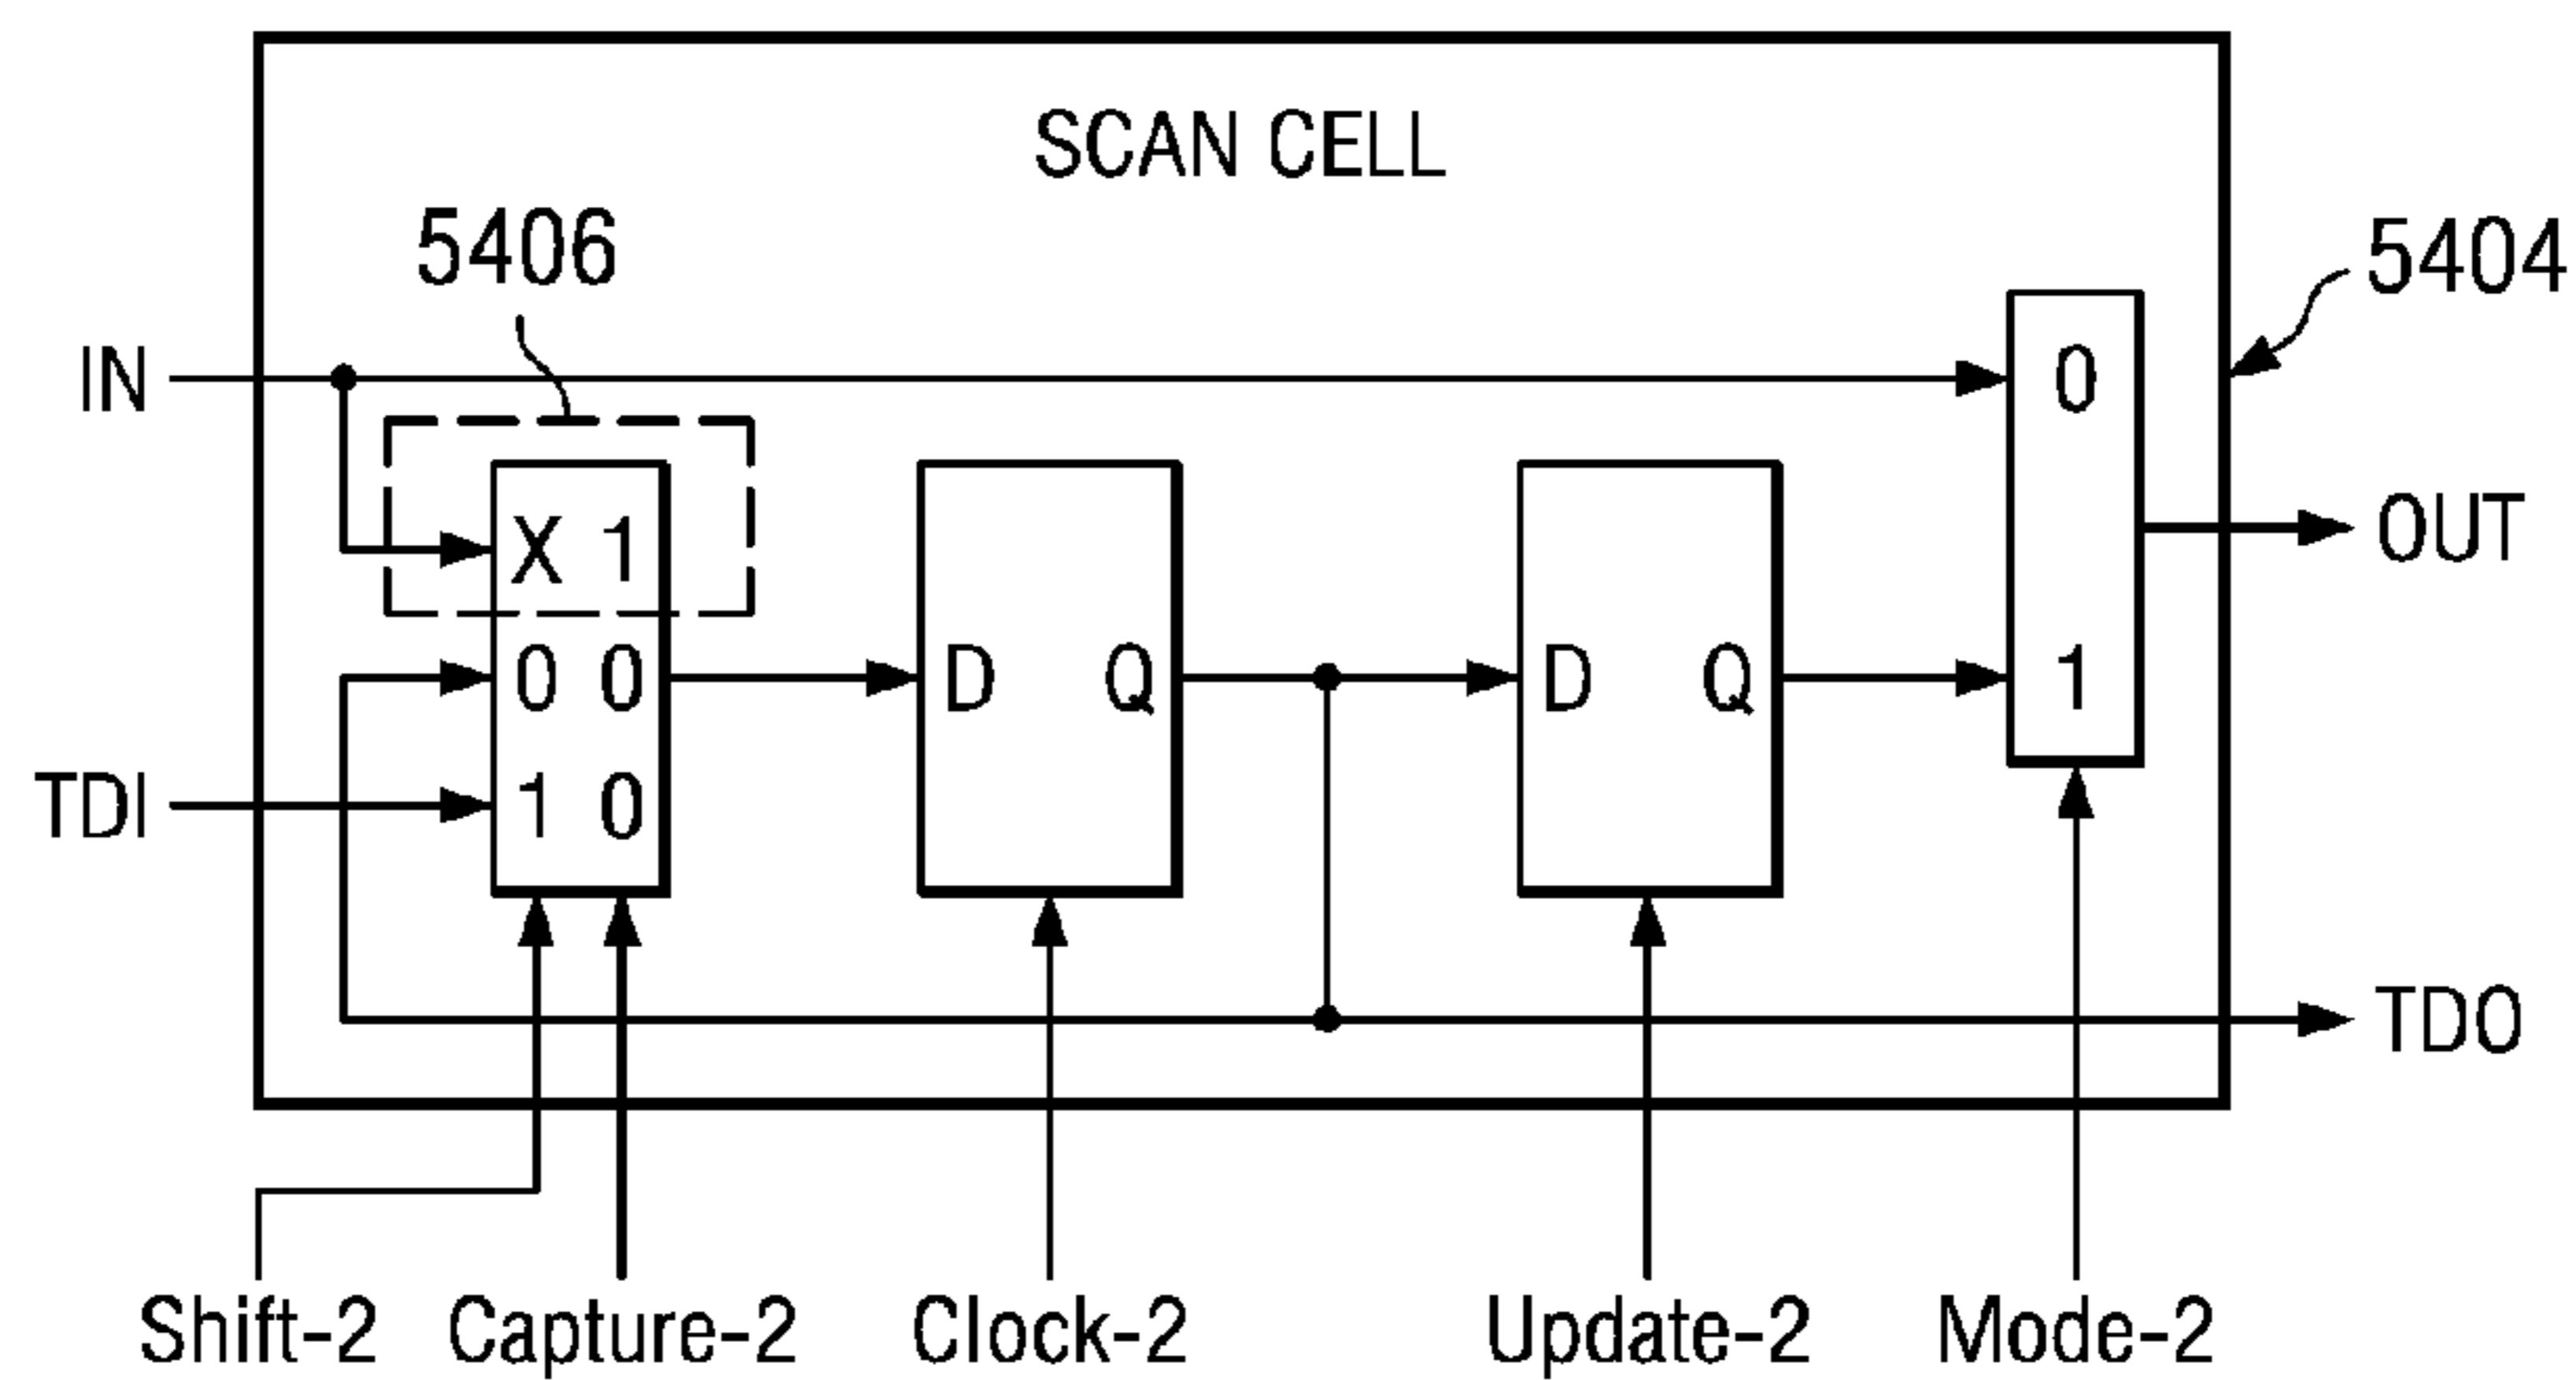 SCAN CELL
5406
5404
IN
0
X 1
OUT
0 0
D Q
D Q
1
TDI
1 0
TDO
Shift-2
Capture-2
Clock-2
Update-2
Mode-2